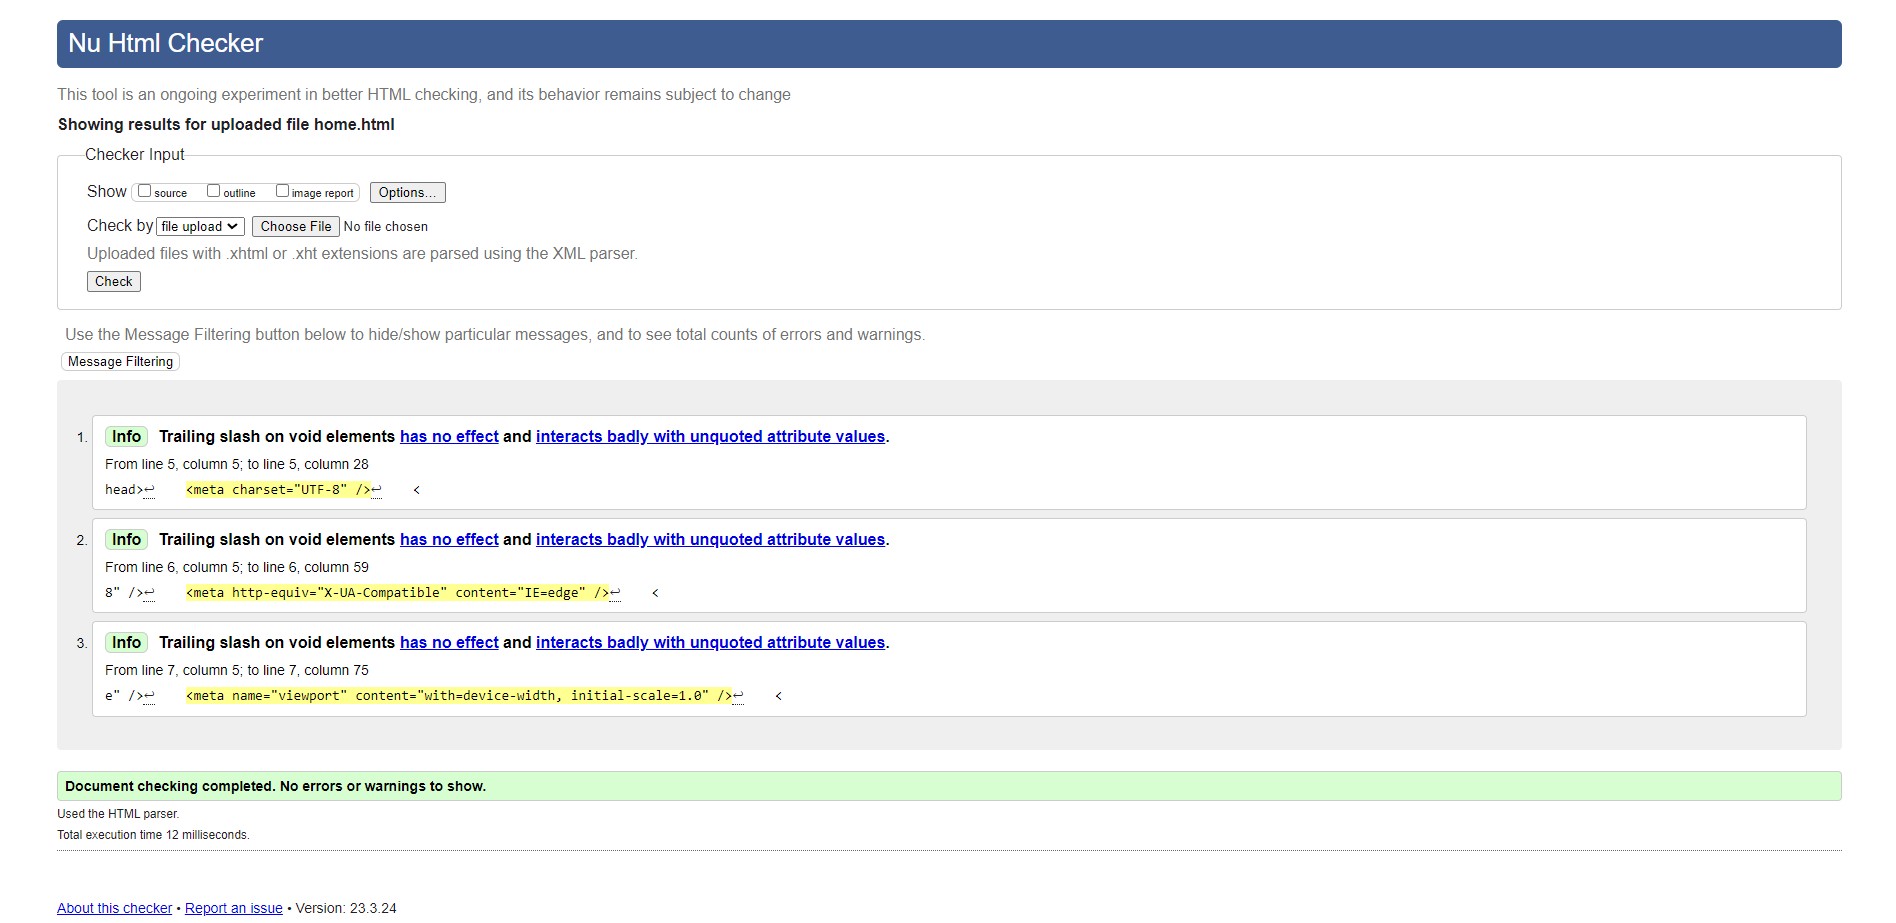 Nu Html Checker
This tool is an ongoing experiment in better HTML checking, and its behavior remains subject to change
Showing results for uploaded file home.html
Checker Input
Show source outline image report Options...
Check by file upload Choose File No file chosen
Uploaded files with .xhtml or .xht extensions are parsed using the XML parser.
Check
Use the Message Filtering button below to hide/show particular messages, and to see total counts of errors and warnings.
Message Filtering
1. Info Trailing slash on void elements has no effect and interacts badly with unquoted attribute values.
From line 5, column 5; to line 5, column 28
head>↩ <meta charset="UTF-8" />↩ <
2. Info Trailing slash on void elements has no effect and interacts badly with unquoted attribute values.
From line 6, column 5; to line 6, column 59
8" />↩ <meta http-equiv="X-UA-Compatible" content="IE=edge" />↩ <
3. Info Trailing slash on void elements has no effect and interacts badly with unquoted attribute values.
From line 7, column 5; to line 7, column 75
e" />↩ <meta name="viewport" content="with=device-width, initial-scale=1.0" />↩ <
Document checking completed. No errors or warnings to show.
Used the HTML parser.
Total execution time 12 milliseconds.
About this checker • Report an issue • Version: 23.3.24